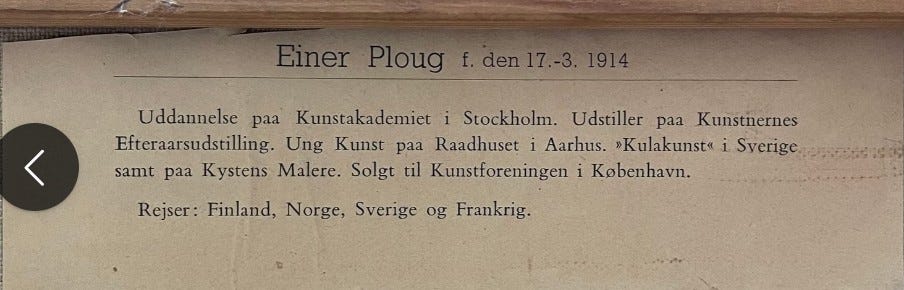 Einer Ploug f. den 17.-3. 1914
Uddannelse paa Kunstakademiet i Stockholm. Udstiller paa Kunstnernes
Efteraarsudstilling. Ung Kunst paa Raadhuset i Aarhus. »Kulakunst« i Sverige
samt paa Kystens Malere. Solgt til Kunstforeningen i København.
Rejser: Finland, Norge, Sverige og Frankrig.